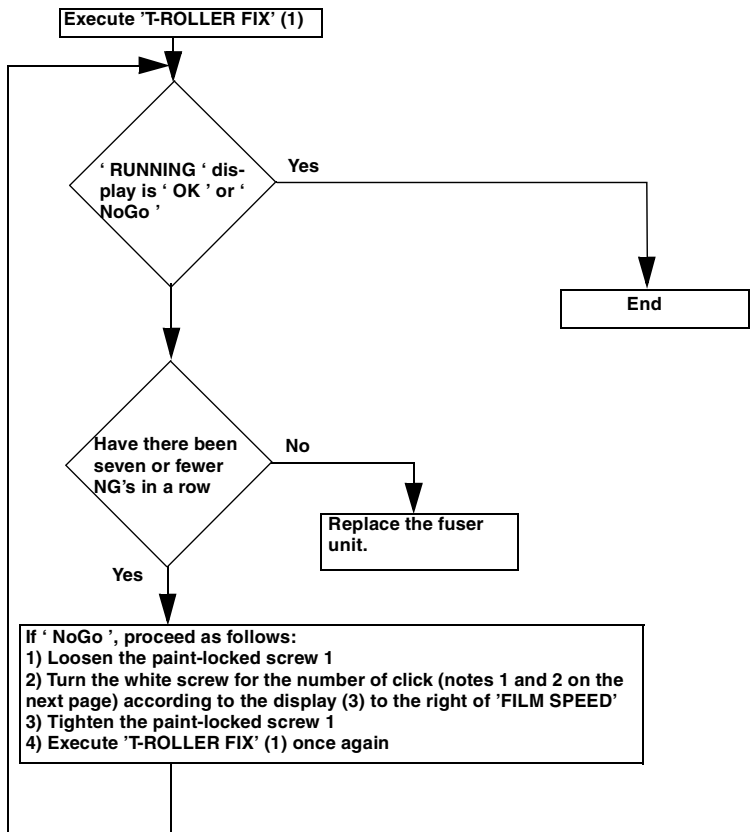 Execute ’T-ROLLER FIX’ (1)
‘ RUNNING ‘ dis-
play is ‘ OK ’ or ‘
NoGo ’
Yes
End
Have there been
seven or fewer
NG's in a row
No
Replace the fuser
unit.
Yes
If ‘ NoGo ’, proceed as follows:
1) Loosen the paint-locked screw 1
2) Turn the white screw for the number of click (notes 1 and 2 on the
next page) according to the display (3) to the right of ’FILM SPEED’
3) Tighten the paint-locked screw 1
4) Execute ’T-ROLLER FIX’ (1) once again